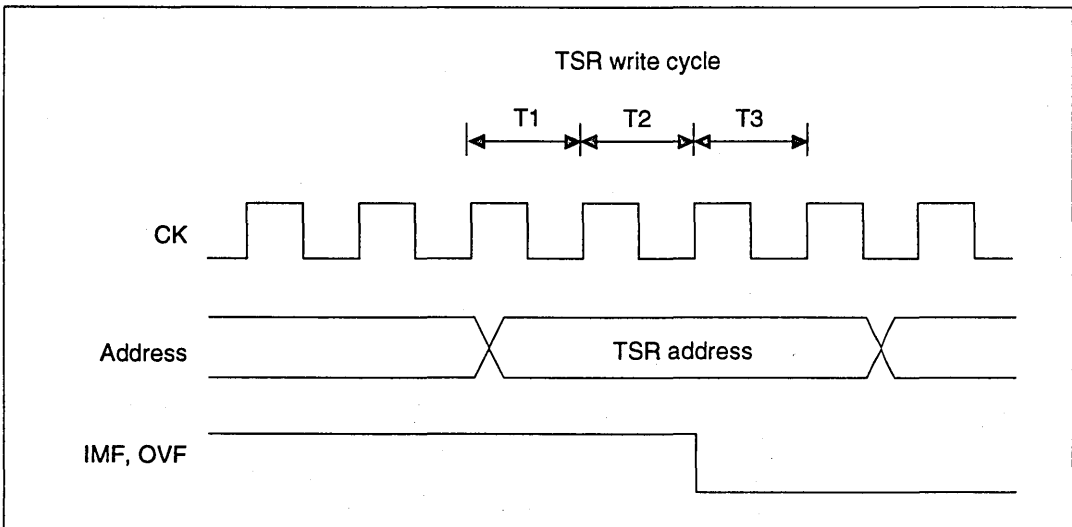 TSR write cycle
T1 T2 T3
CK
Address TSR address
IMF, OVF